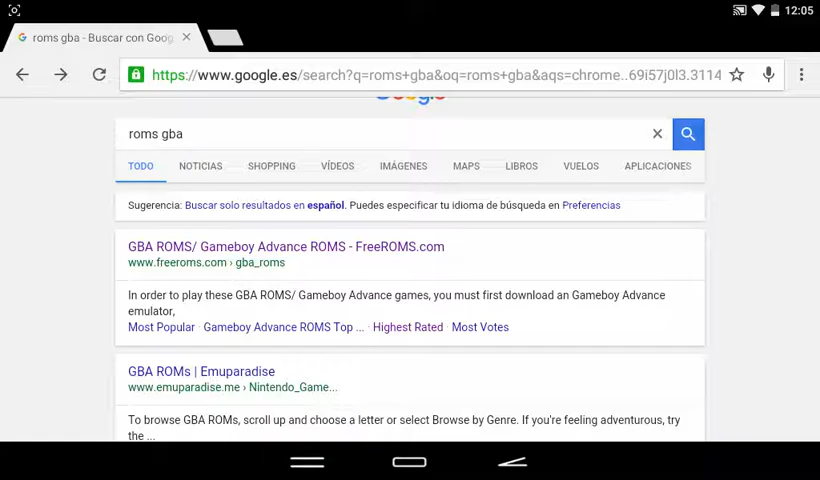 12:05
roms gba - Buscar con Goog
https://www.google.es/search?q=roms+gba&oq=roms+gba&aqs=chrome..69i57j0l3.3114
Google
roms gba
TODO NOTICIAS SHOPPING VÍDEOS IMÁGENES MAPS LIBROS VUELOS APLICACIONES
Sugerencia: Buscar solo resultados en español. Puedes especificar tu idioma de búsqueda en Preferencias
GBA ROMS/ Gameboy Advance ROMS - FreeROMS.com
www.freeroms.com › gba_roms
In order to play these GBA ROMS/ Gameboy Advance games, you must first download an Gameboy Advance
emulator,
Most Popular · Gameboy Advance ROMS Top ... · Highest Rated · Most Votes
GBA ROMs | Emuparadise
www.emuparadise.me › Nintendo_Game...
To browse GBA ROMs, scroll up and choose a letter or select Browse by Genre. If you're feeling adventurous, try
the ...